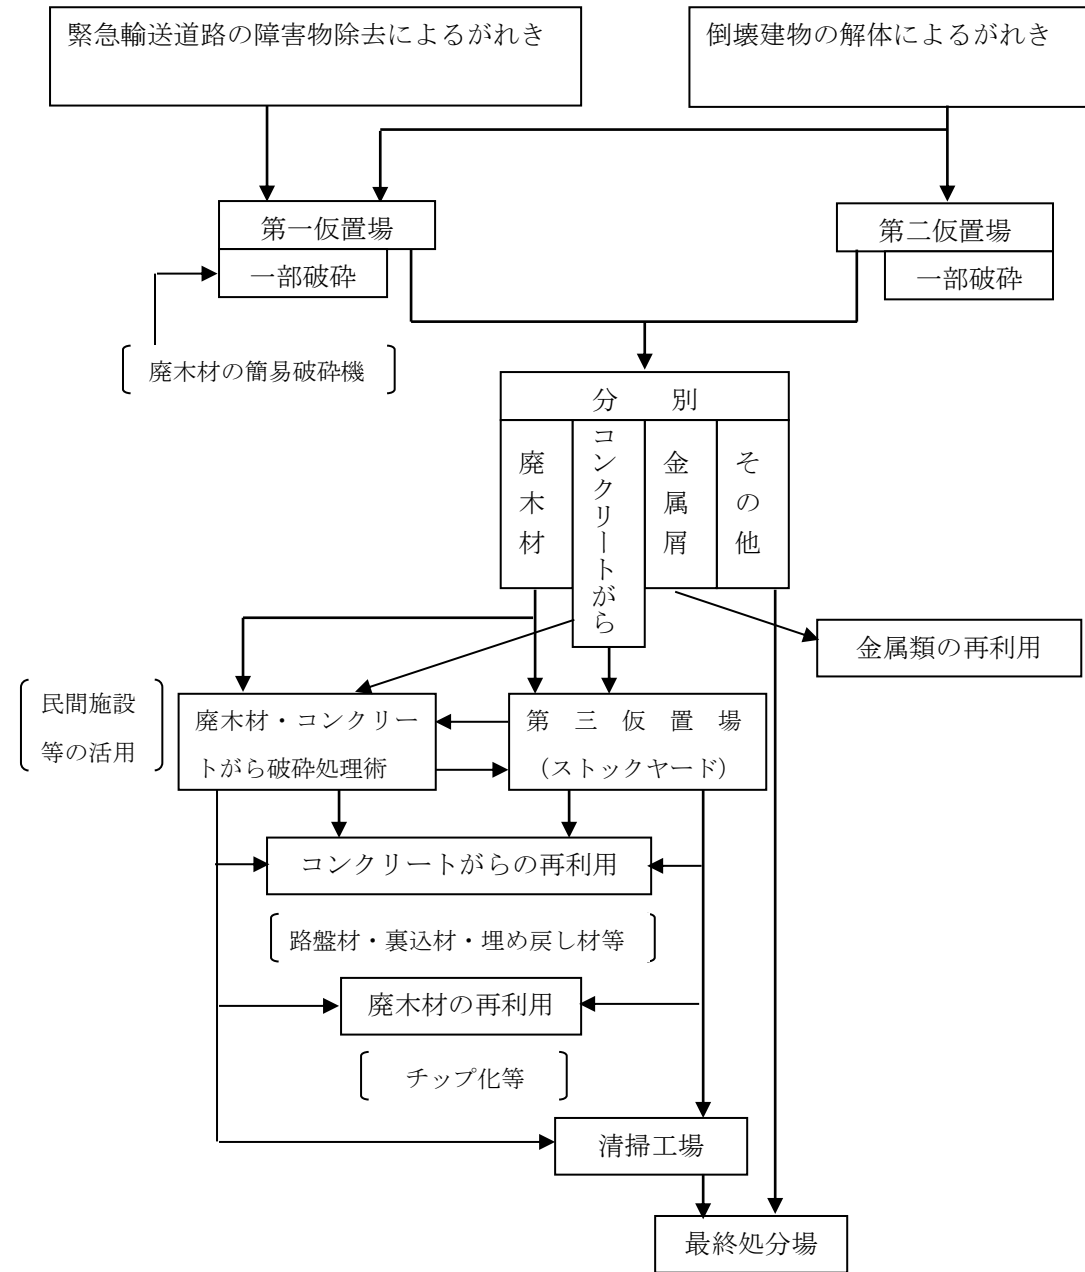 緊急輸送道路の障害物除去によるがれき
倒壊建物の解体によるがれき
第一仮置場
一部破砕
第二仮置場
一部破砕
廃木材の簡易破砕機
分　別
廃木材
コンクリートがら
金属屑
その他
金属類の再利用
民間施設
等の活用
廃木材・コンクリー
トがら破砕処理術
第三仮置場
（ストックヤード）
コンクリートがらの再利用
路盤材・裏込材・埋め戻し材等
廃木材の再利用
チップ化等
清掃工場
最終処分場